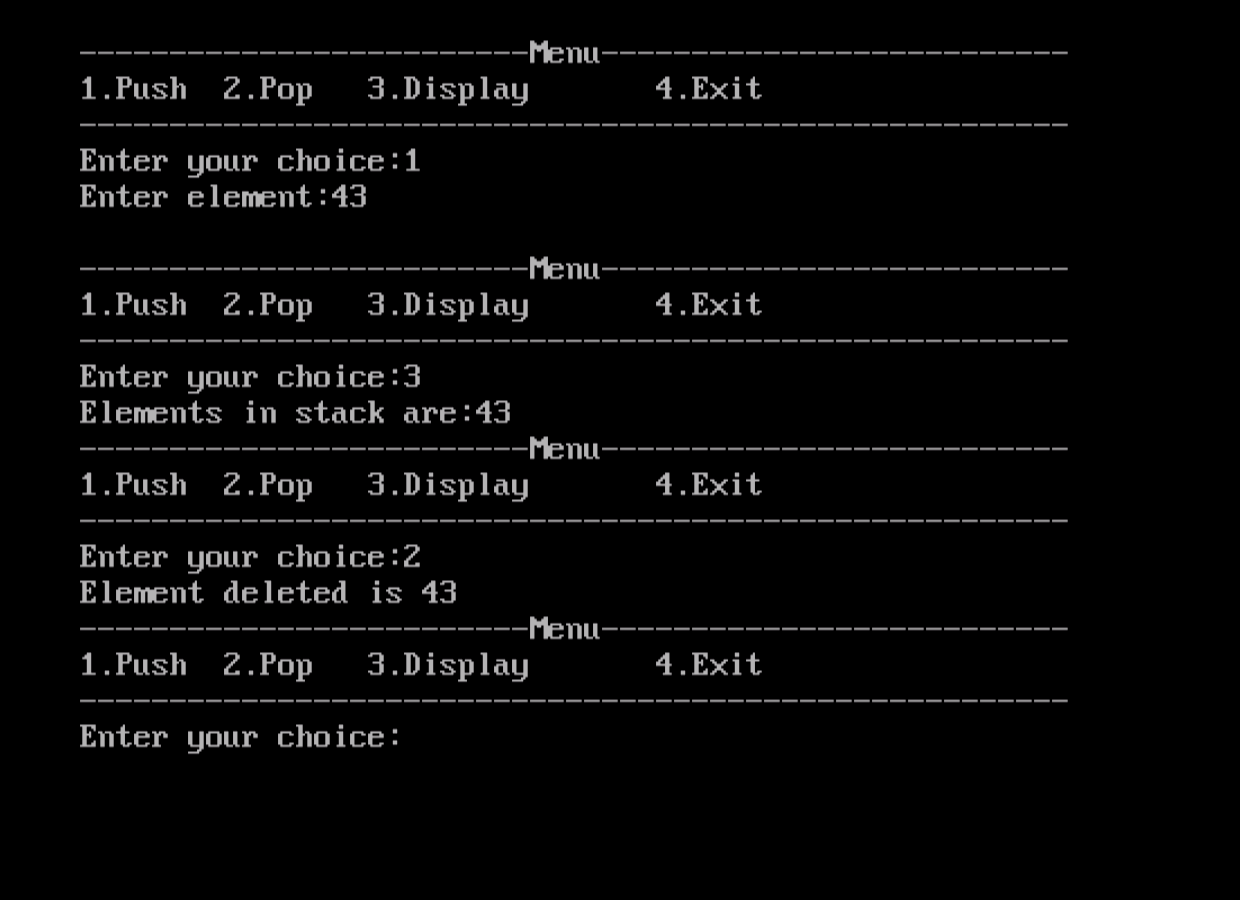 -------------------------Menu--------------------------
1.Push  2.Pop   3.Display       4.Exit
-------------------------------------------------------
Enter your choice:1
Enter element:43
-------------------------Menu--------------------------
1.Push  2.Pop   3.Display       4.Exit
-------------------------------------------------------
Enter your choice:3
Elements in stack are:43
-------------------------Menu--------------------------
1.Push  2.Pop   3.Display       4.Exit
-------------------------------------------------------
Enter your choice:2
Element deleted is 43
-------------------------Menu--------------------------
1.Push  2.Pop   3.Display       4.Exit
-------------------------------------------------------
Enter your choice: